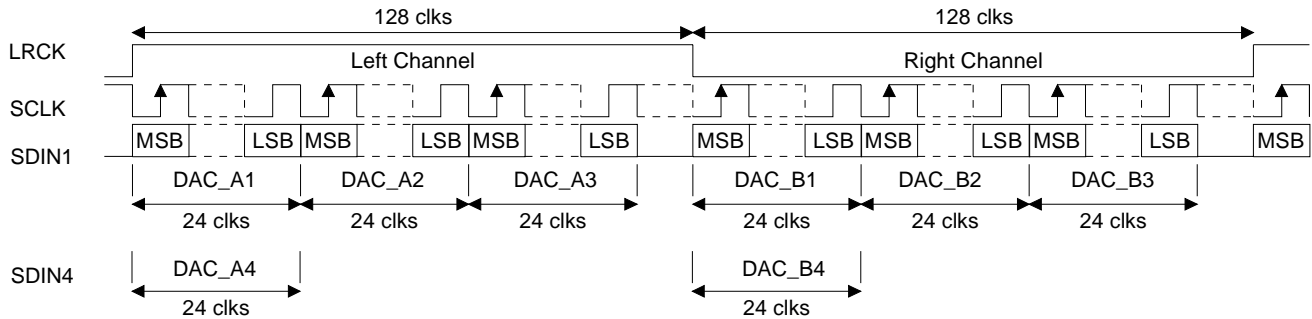 128 clks 128 clks
LRCK Left Channel Right Channel
SCLK
SDIN1 MSB LSB MSB LSB MSB LSB MSB LSB MSB LSB MSB LSB MSB
DAC_A1 DAC_A2 DAC_A3 DAC_B1 DAC_B2 DAC_B3
24 clks 24 clks 24 clks 24 clks 24 clks 24 clks
SDIN4 DAC_A4 DAC_B4
24 clks 24 clks